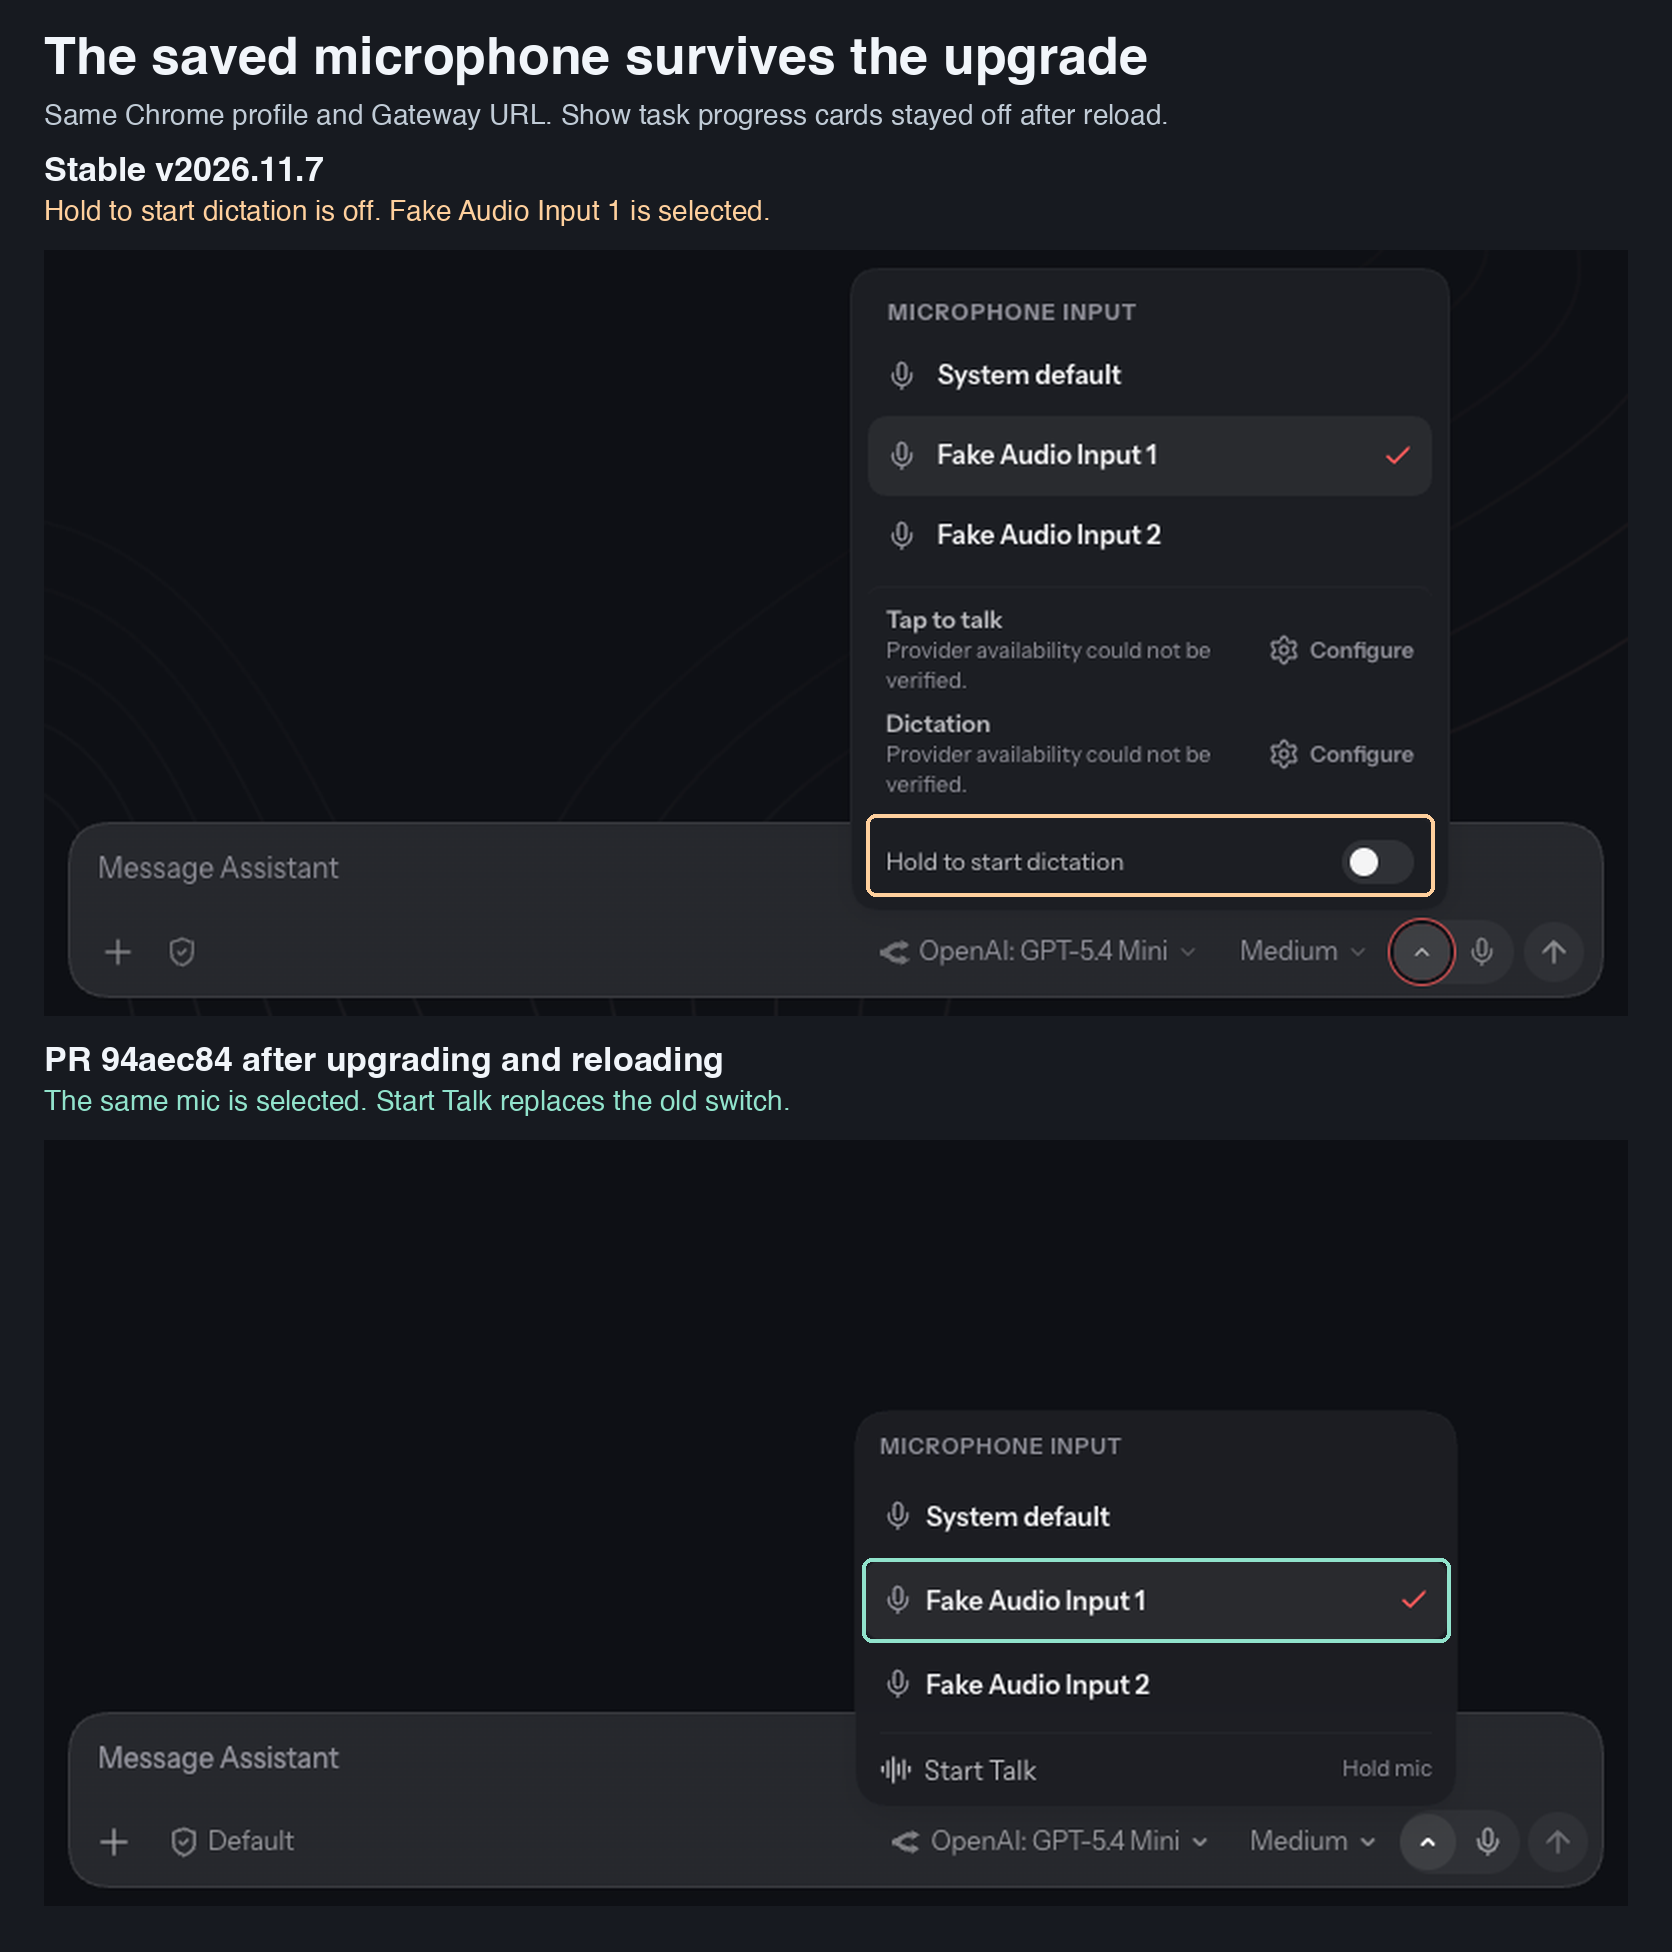 The saved microphone survives the upgrade
Same Chrome profile and Gateway URL. Show task progress cards stayed off after reload.
Stable v2026.11.7
Hold to start dictation is off. Fake Audio Input 1 is selected.
MICROPHONE INPUT
System default
Fake Audio Input 1
Fake Audio Input 2
Tap to talk
Provider availability could not be
verified.
Configure
Dictation
Provider availability could not be
verified.
Configure
Hold to start dictation
Message Assistant
OpenAI: GPT-5.4 Mini
Medium
PR 94aec84 after upgrading and reloading
The same mic is selected. Start Talk replaces the old switch.
MICROPHONE INPUT
System default
Fake Audio Input 1
Fake Audio Input 2
Start Talk
Hold mic
Message Assistant
Default
OpenAI: GPT-5.4 Mini
Medium